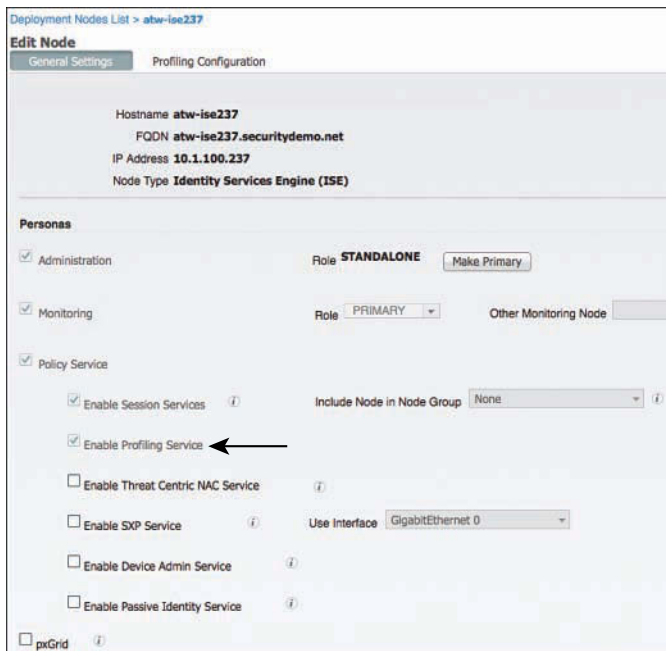 Deployment Nodes List > atw-ise237
Edit Node
General Settings Profiling Configuration
Hostname atw-ise237
FQDN atw-ise237.securitydemo.net
IP Address 10.1.100.237
Node Type Identity Services Engine (ISE)
Personas
Administration Role STANDALONE Make Primary
Monitoring Role PRIMARY Other Monitoring Node
Policy Service
Enable Session Services Include Node in Node Group None
Enable Profiling Service
Enable Threat Centric NAC Service
Enable SXP Service Use Interface GigabitEthernet 0
Enable Device Admin Service
Enable Passive Identity Service
pxGrid